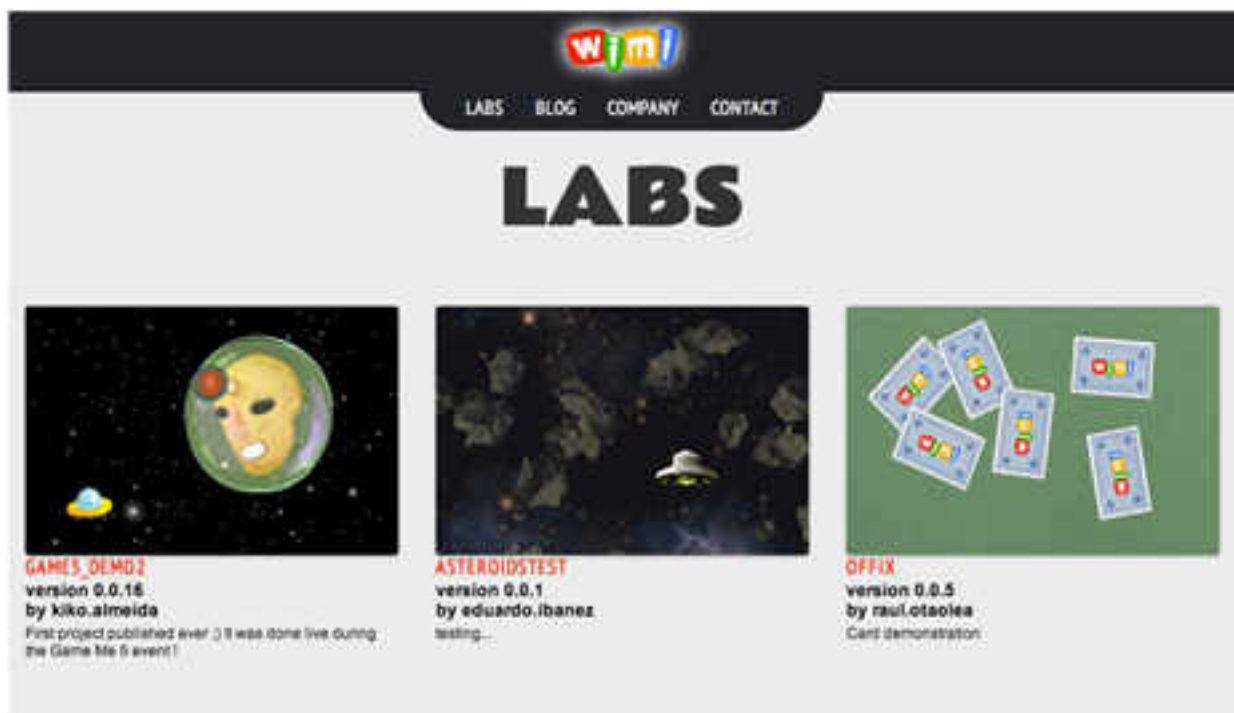 wimi
LABS BLOG COMPANY CONTACT
LABS
GAMES_DEMO2
version 0.0.16
by kiko.almeida
First project published ever ;) It was done live during
the Game Me 5 event !
ASTEROIDSTEST
version 0.0.1
by eduardo.ibanez
testing...
OFFIX
version 0.0.5
by raul.otaolea
Card demonstration